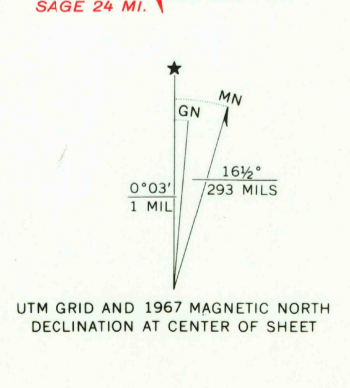 SAGE 24 MI.
★
MN
GN
16½°
293 MILS
0°03'
1 MIL
UTM GRID AND 1967 MAGNETIC NORTH
DECLINATION AT CENTER OF SHEET